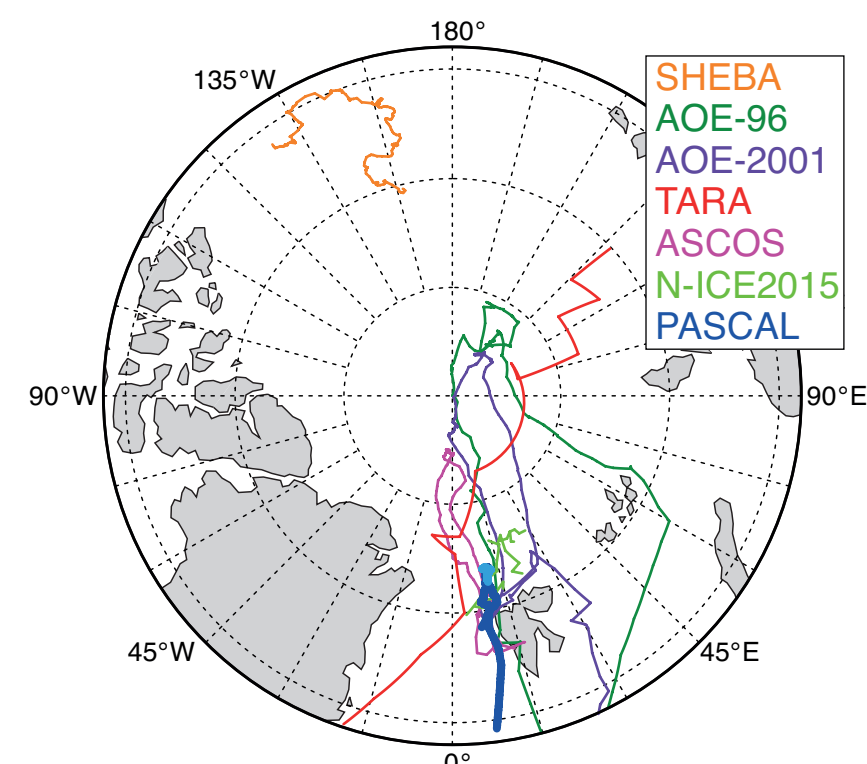 180°
135°W
SHEBA
AOE-96
AOE-2001
TARA
ASCOS
N-ICE2015
PASCAL
90°W
90°E
45°W
45°E
0°